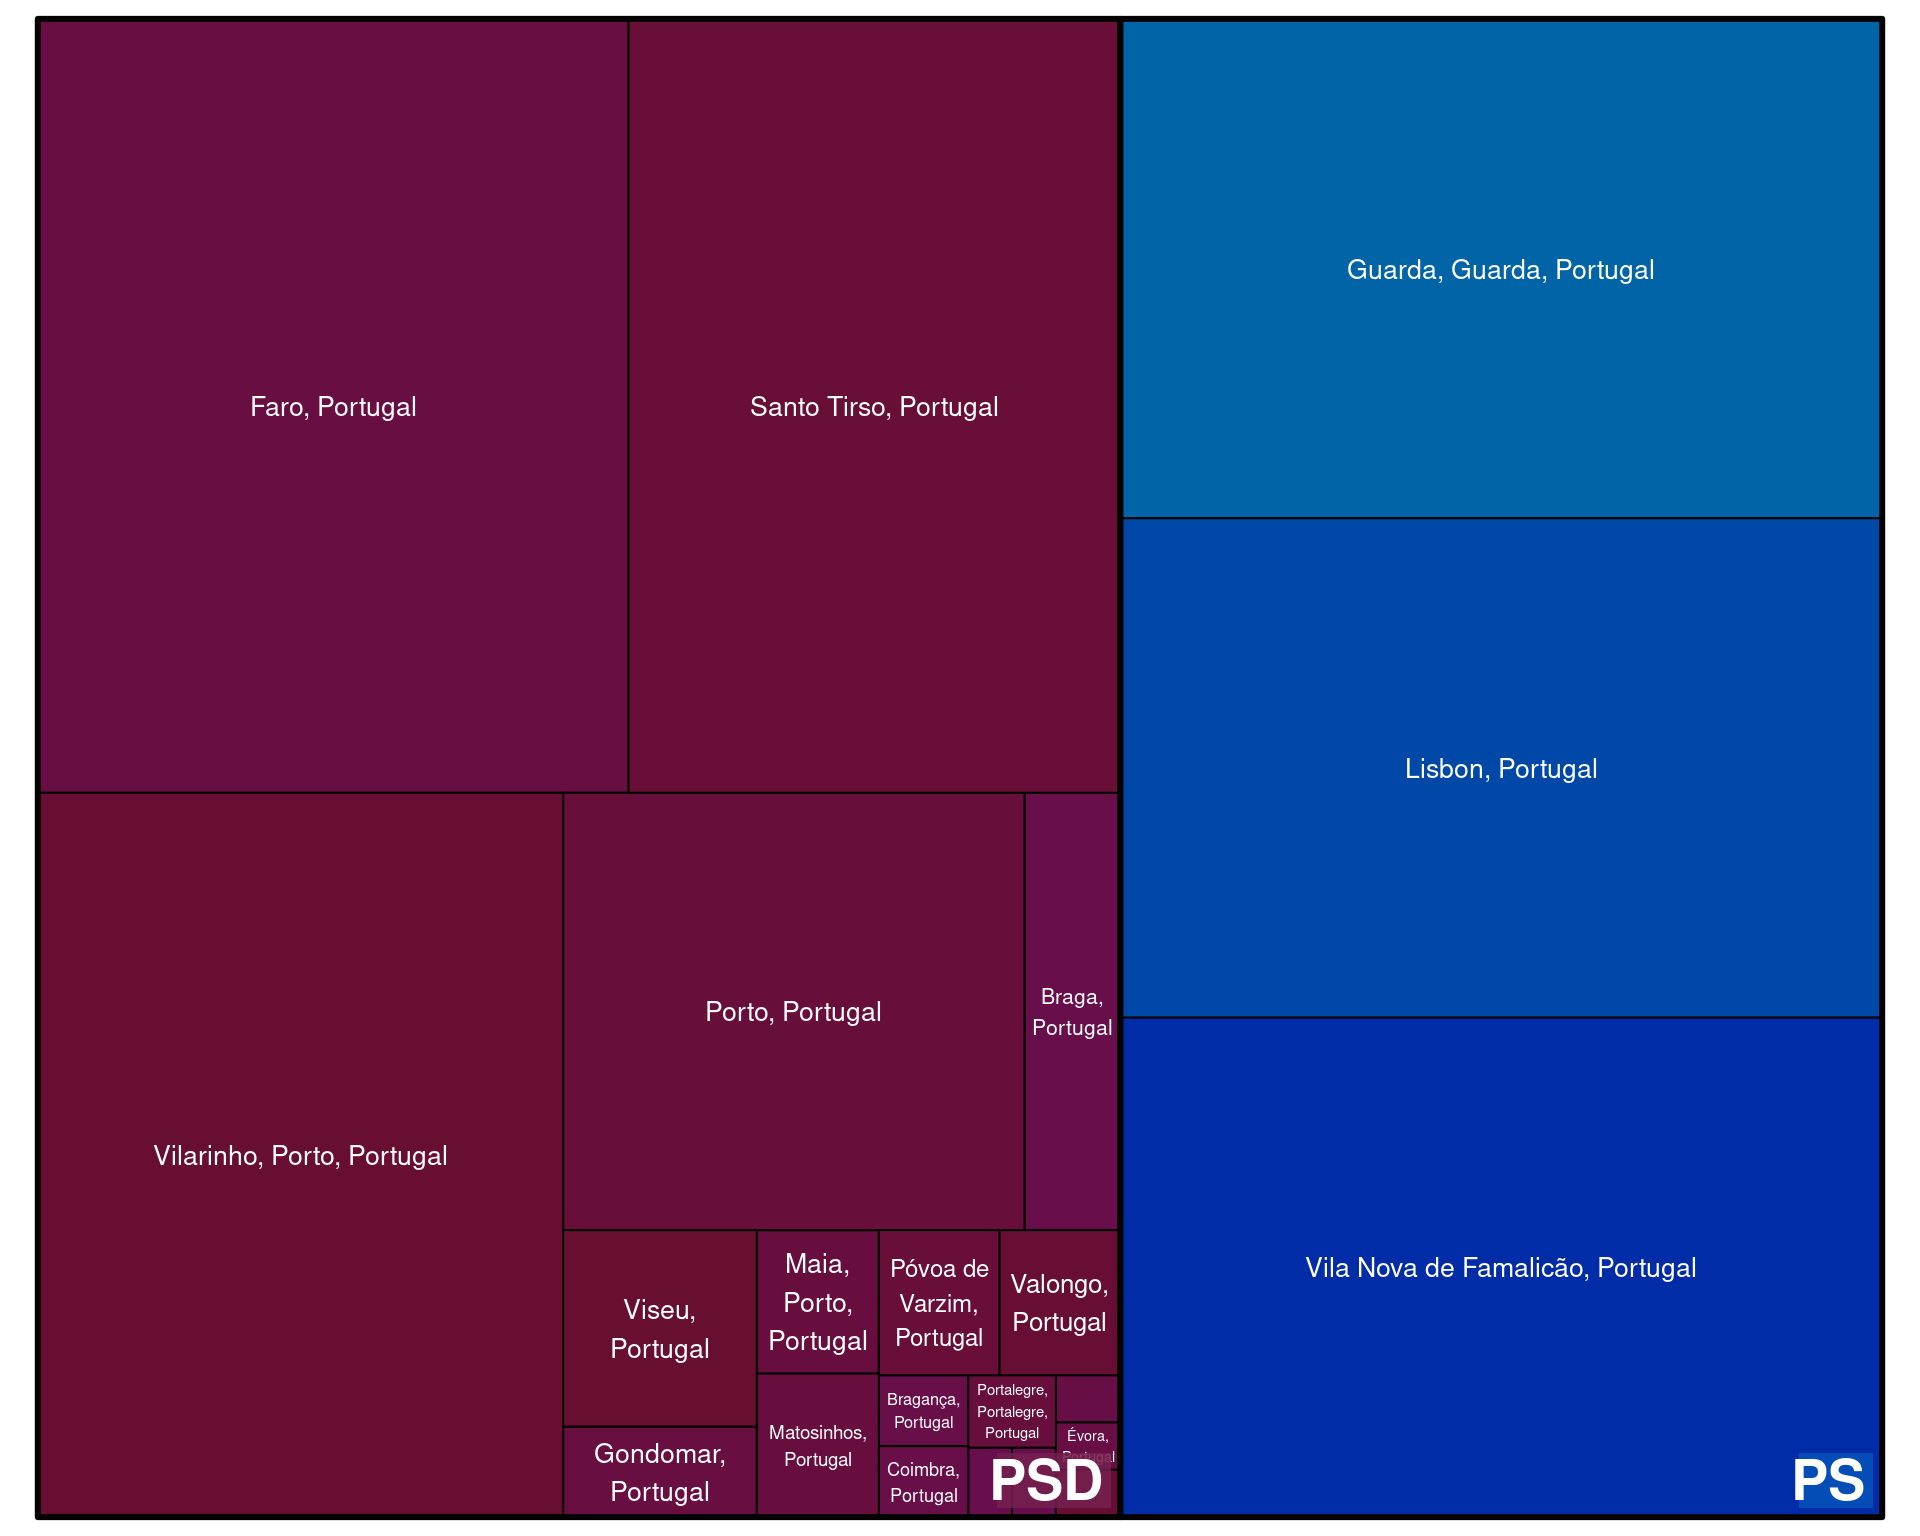 Faro, Portugal
Santo Tirso, Portugal
Vilarinho, Porto, Portugal
Porto, Portugal
Braga,
Portugal
Viseu,
Portugal
Gondomar,
Portugal
Maia,
Porto,
Portugal
Matosinhos,
Portugal
Póvoa de
Varzim,
Portugal
Valongo,
Portugal
Bragança,
Portugal
Coimbra,
Portugal
Portalegre,
Portalegre,
Portugal
Évora,
Portugal
PSD
Guarda, Guarda, Portugal
Lisbon, Portugal
Vila Nova de Famalicão, Portugal
PS